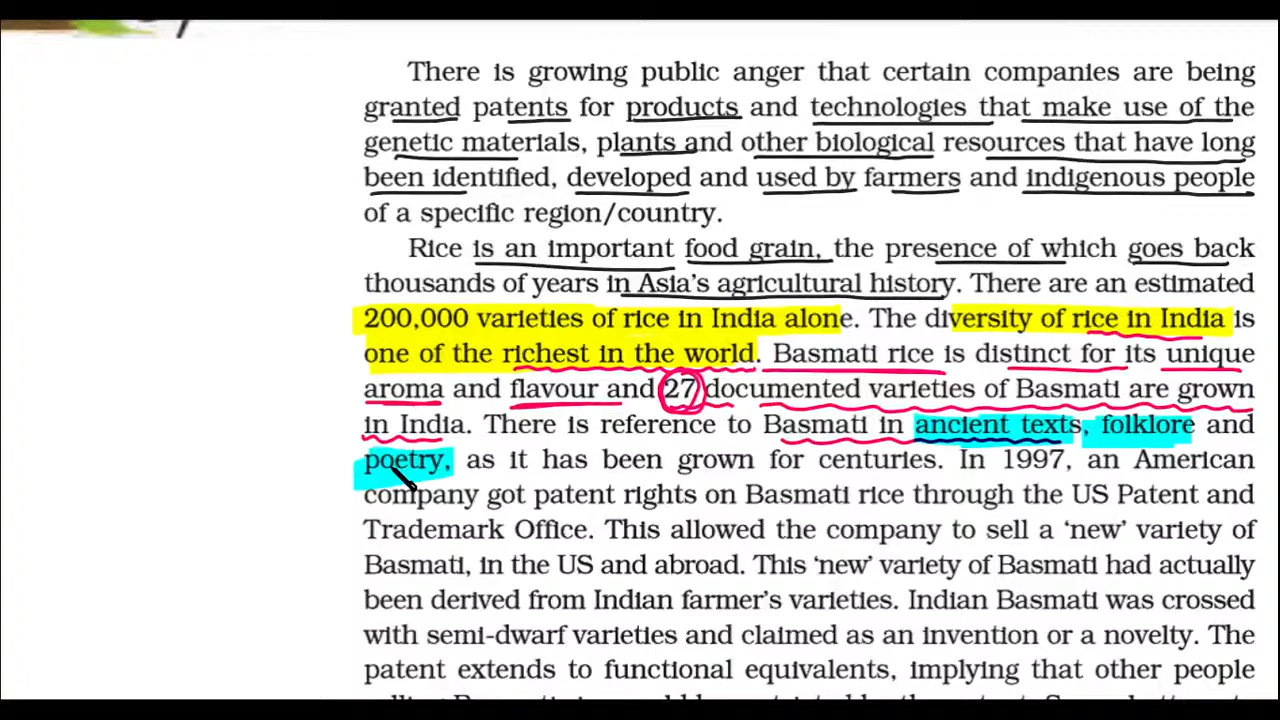 There is growing public anger that certain companies are being
granted patents for products and technologies that make use of the
genetic materials, plants and other biological resources that have long
been identified, developed and used by farmers and indigenous people
of a specific region/country.
Rice is an important food grain, the presence of which goes back
thousands of years in Asia's agricultural history. There are an estimated
200,000 varieties of rice in India alone. The diversity of rice in India is
one of the richest in the world. Basmati rice is distinct for its unique
aroma and flavour and 27 documented varieties of Basmati are grown
in India. There is reference to Basmati in ancient texts, folklore and
poetry, as it has been grown for centuries. In 1997, an American
company got patent rights on Basmati rice through the US Patent and
Trademark Office. This allowed the company to sell a ‘new’ variety of
Basmati, in the US and abroad. This ‘new’ variety of Basmati had actually
been derived from Indian farmer's varieties. Indian Basmati was crossed
with semi-dwarf varieties and claimed as an invention or a novelty. The
patent extends to functional equivalents, implying that other people